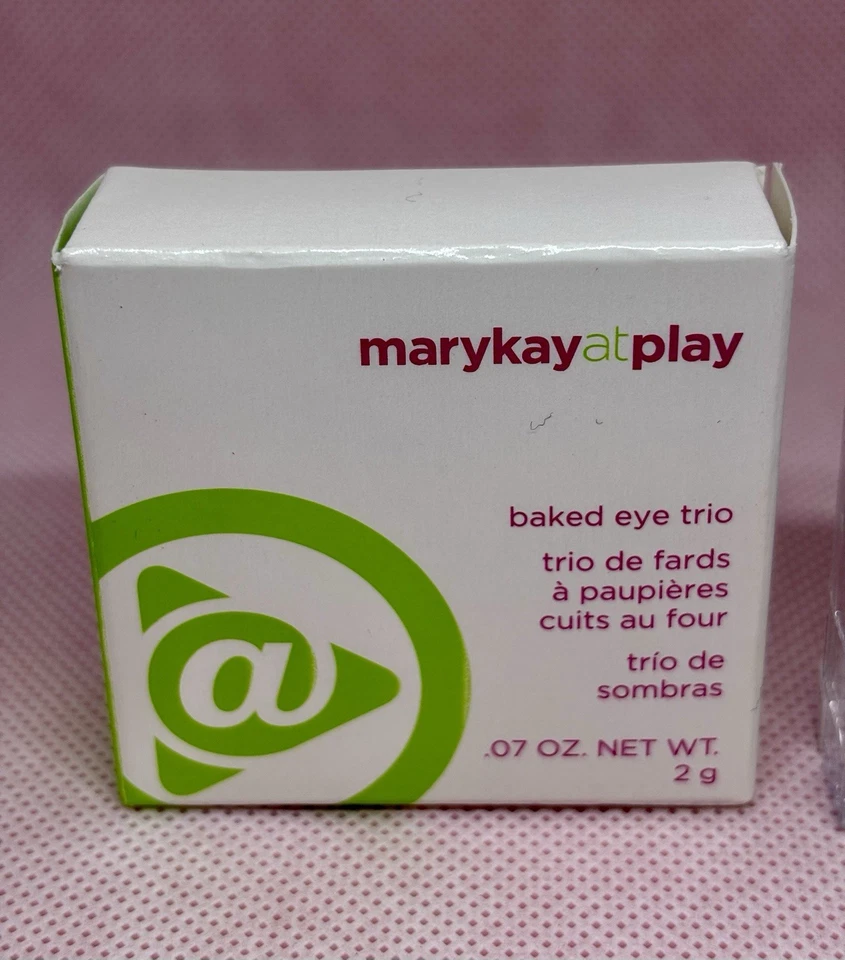 marykayatplay
baked eye trio
trio de fards
à paupières
cuits au four
trío de
sombras
.07 OZ. NET WT.
2 g
@